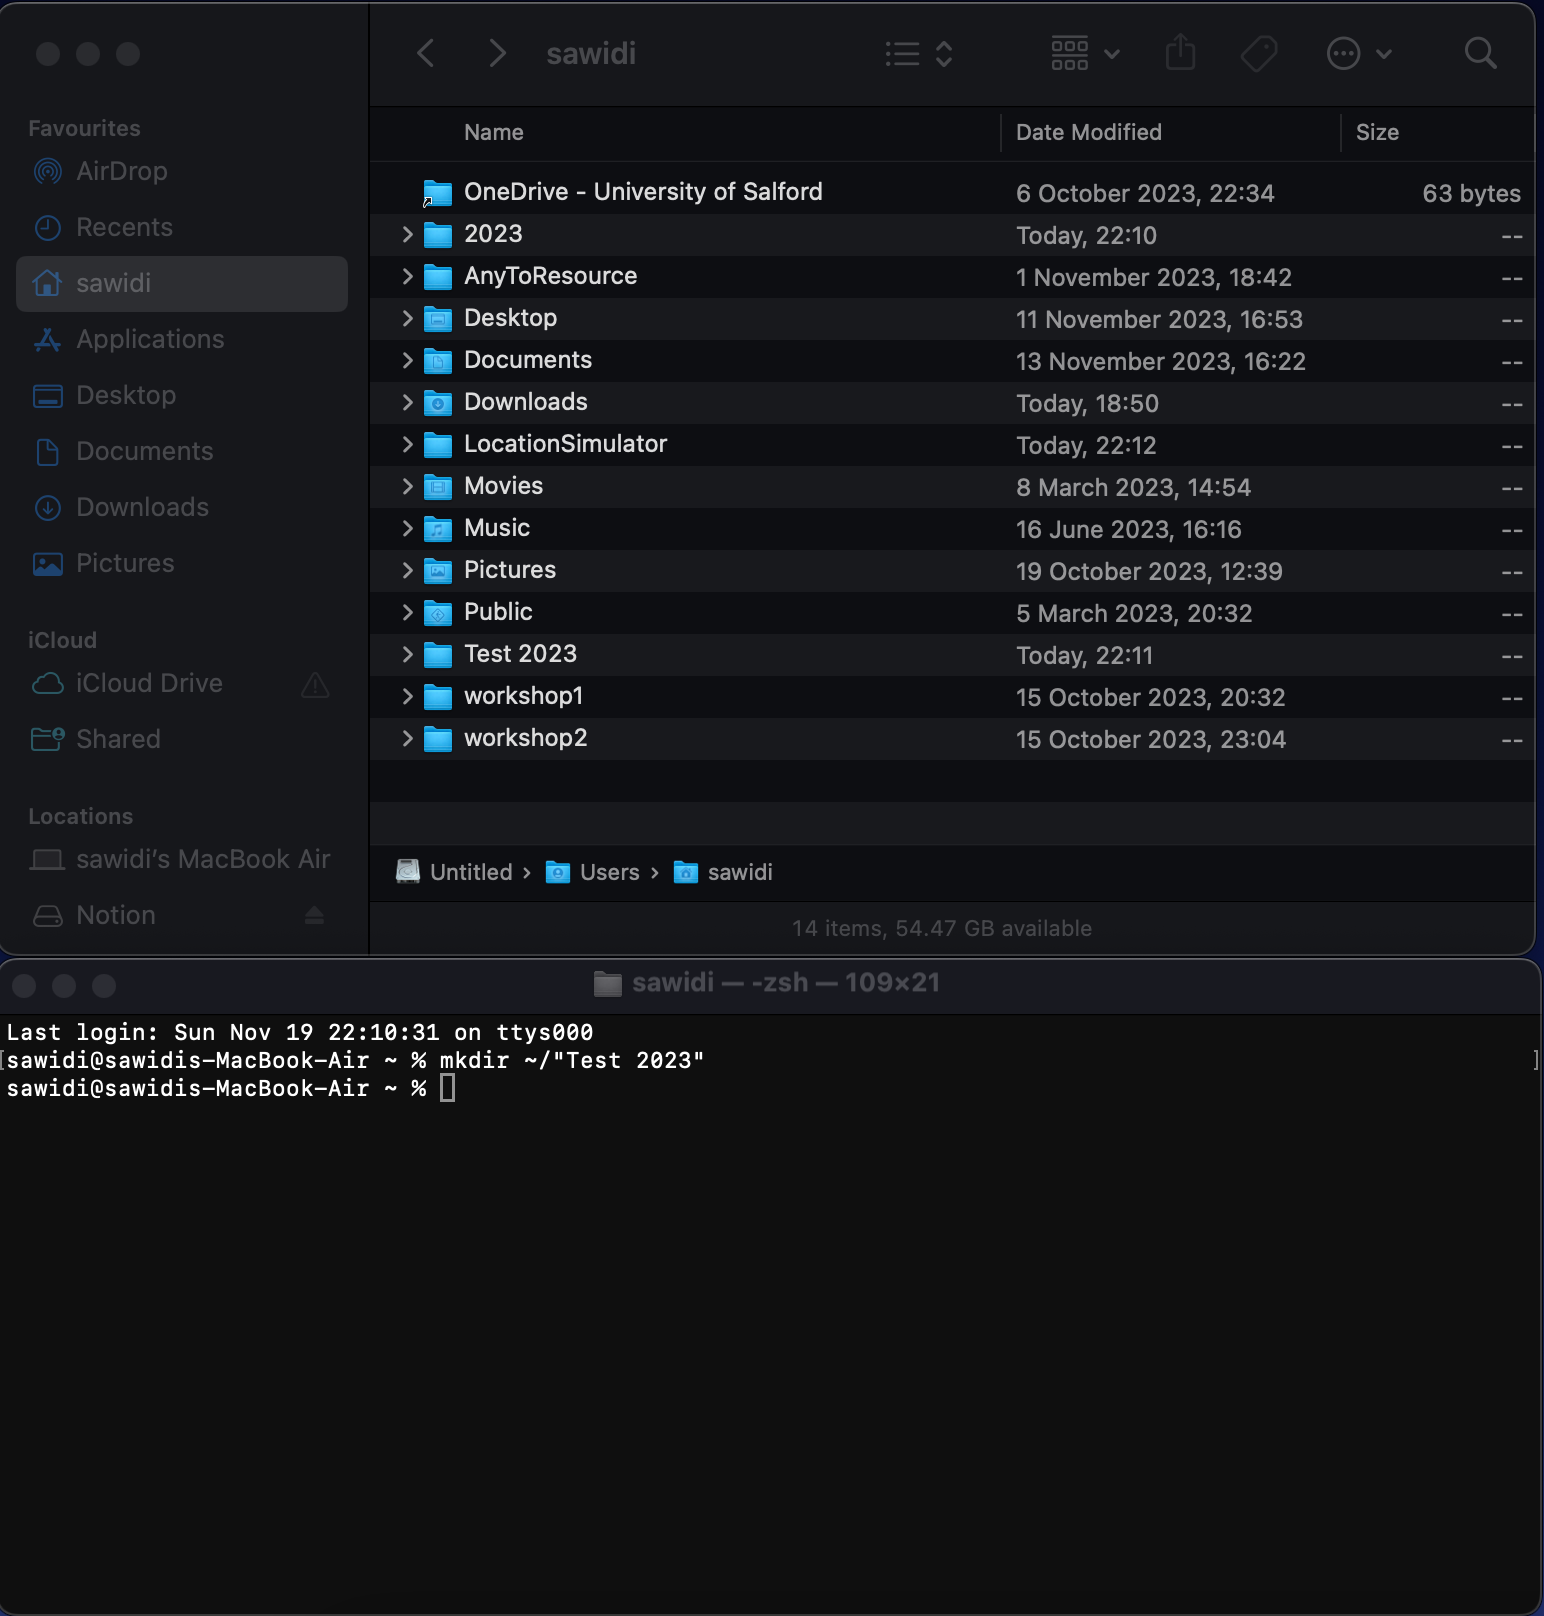 sawidi
Favourites
AirDrop
Recents
sawidi
Applications
Desktop
Documents
Downloads
Pictures
iCloud
iCloud Drive
Shared
Locations
sawidi's MacBook Air
Notion
Name Date Modified Size
OneDrive - University of Salford 6 October 2023, 22:34 63 bytes
2023 Today, 22:10 --
AnyToResource 1 November 2023, 18:42 --
Desktop 11 November 2023, 16:53 --
Documents 13 November 2023, 16:22 --
Downloads Today, 18:50 --
LocationSimulator Today, 22:12 --
Movies 8 March 2023, 14:54 --
Music 16 June 2023, 16:16 --
Pictures 19 October 2023, 12:39 --
Public 5 March 2023, 20:32 --
Test 2023 Today, 22:11 --
workshop1 15 October 2023, 20:32 --
workshop2 15 October 2023, 23:04 --
Untitled › Users › sawidi
14 items, 54.47 GB available
sawidi — -zsh — 109×21
Last login: Sun Nov 19 22:10:31 on ttys000
[sawidi@sawidis-MacBook-Air ~ % mkdir ~/"Test 2023" ]
sawidi@sawidis-MacBook-Air ~ %